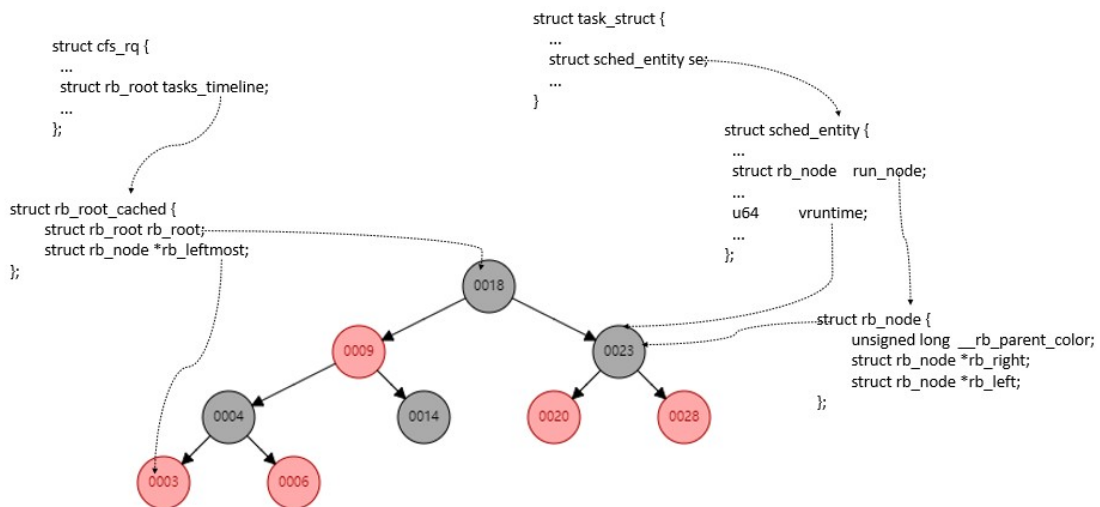 struct cfs_rq {
...
struct rb_root tasks_timeline;
...
};
struct task_struct {
...
struct sched_entity se;
...
}
struct sched_entity {
...
struct rb_node run_node;
...
u64 vruntime;
...
};
struct rb_root_cached {
struct rb_root rb_root;
struct rb_node *rb_leftmost;
};
struct rb_node {
unsigned long __rb_parent_color;
struct rb_node *rb_right;
struct rb_node *rb_left;
};
0018
0009
0023
0004
0014
0020
0028
0003
0006